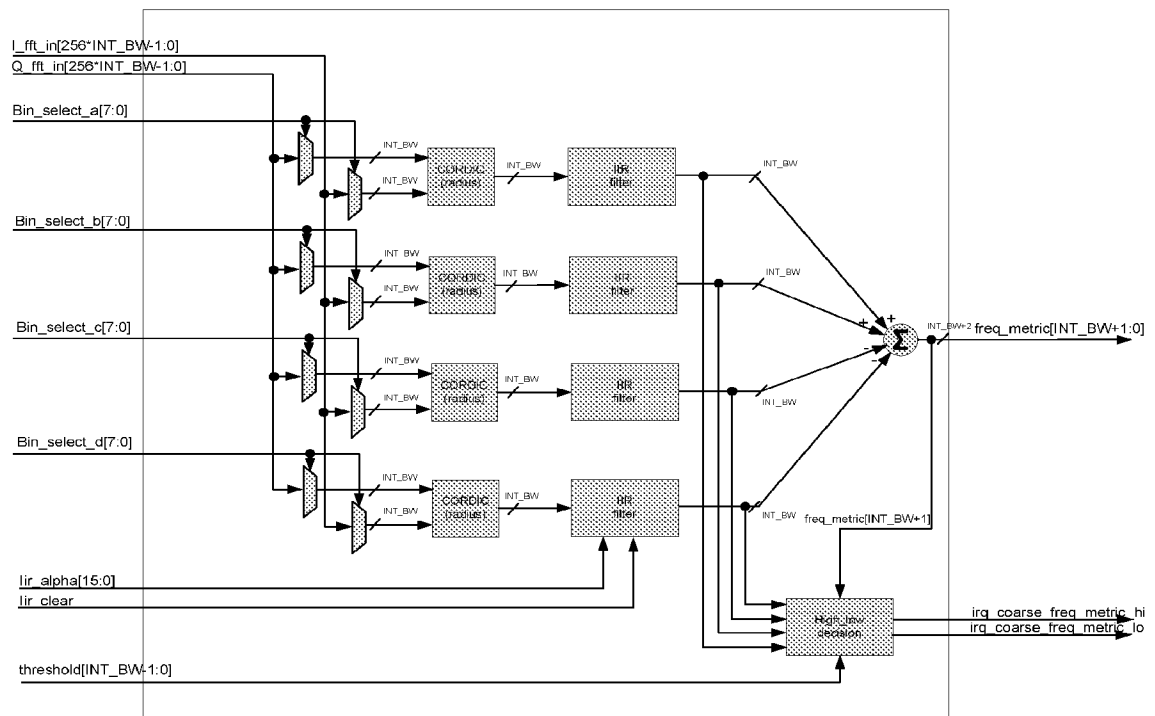 I_fft_in[256*INT_BW-1:0]
Q_fft_in[256*INT_BW-1:0]
Bin_select_a[7:0]
INT_BW
INT_BW
CORDIC
(radius)
INT_BW
IIR
filter
INT_BW
Bin_select_b[7:0]
INT_BW
INT_BW
CORDIC
(radius)
INT_BW
IIR
filter
INT_BW
Bin_select_c[7:0]
INT_BW
INT_BW
CORDIC
(radius)
INT_BW
IIR
filter
INT_BW
+
+
-
-
Σ
INT_BW+2
freq_metric[INT_BW+1:0]
Bin_select_d[7:0]
INT_BW
INT_BW
CORDIC
(radius)
INT_BW
IIR
filter
INT_BW
freq_metric[INT_BW+1]
Iir_alpha[15:0]
Iir_clear
High_low
decision
irq_coarse_freq_metric_hi
irq_coarse_freq_metric_lo
threshold[INT_BW-1:0]